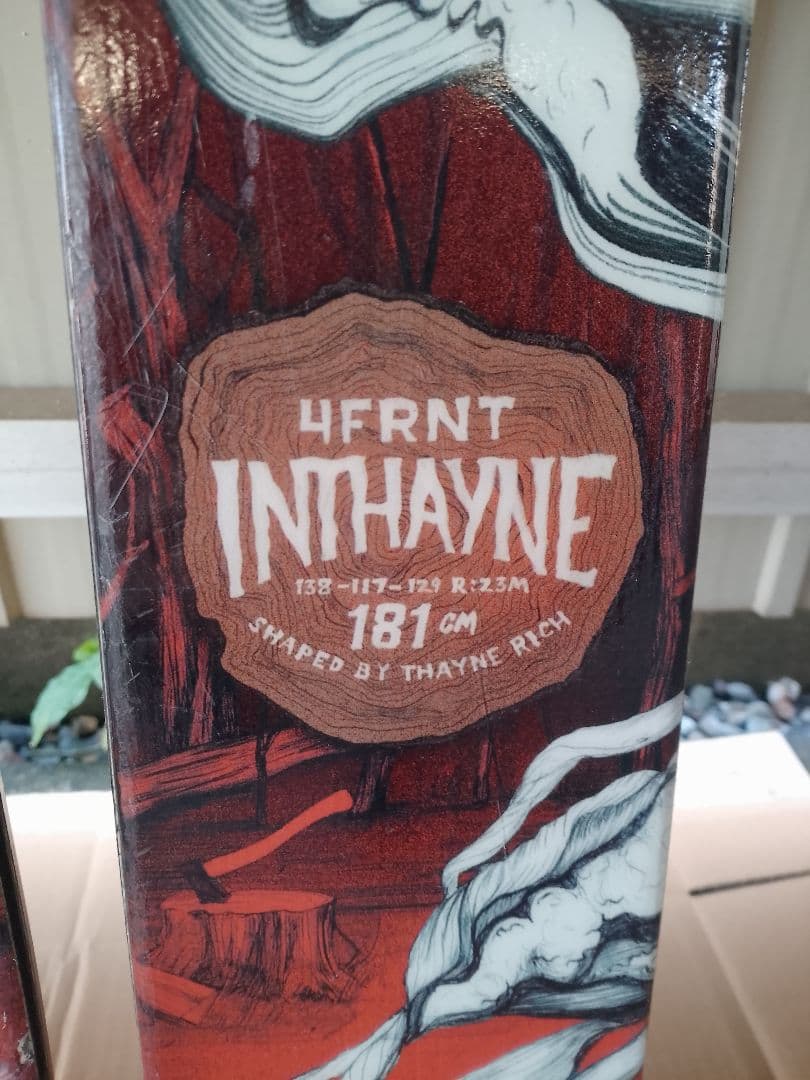 4FRNT
INTHAYNE
138-117-129 R:23M
181 CM
SHAPED BY THAYNE RICH